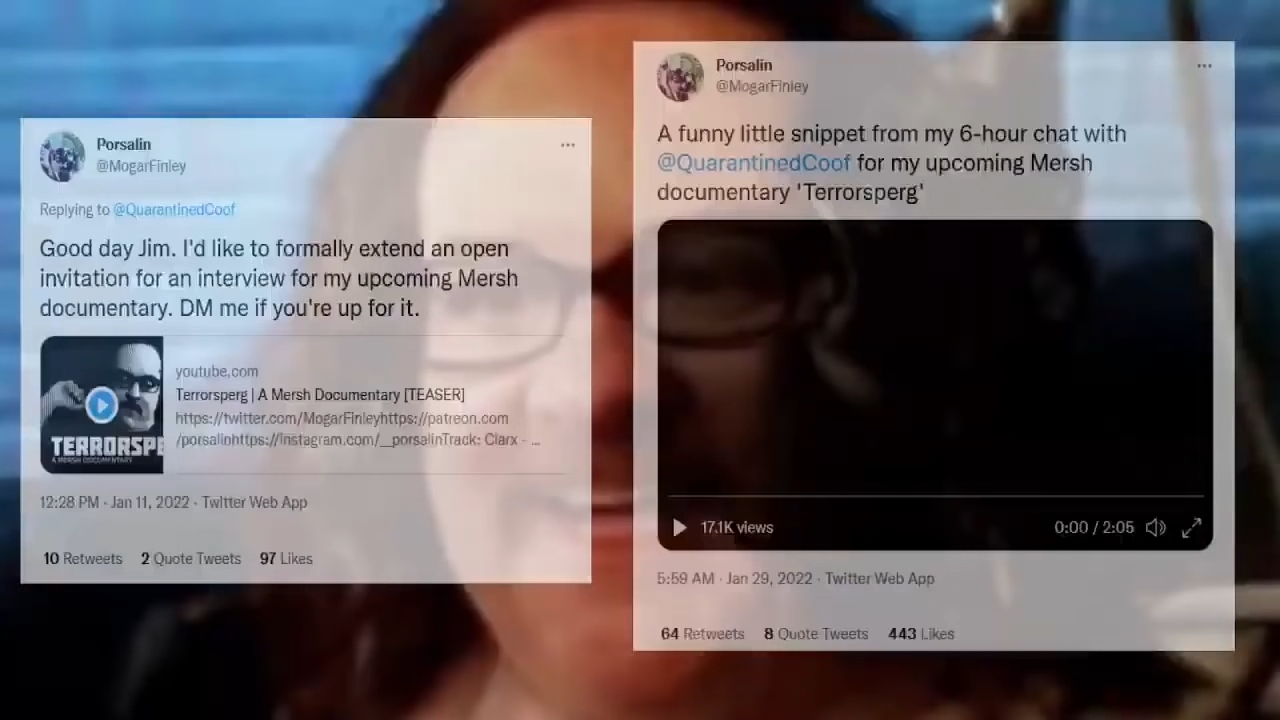 Porsalin
@MogarFinley
Replying to @QuarantinedCoof
Good day Jim. I'd like to formally extend an open
invitation for an interview for my upcoming Mersh
documentary. DM me if you're up for it.
TERRORSPE
A MERSH DOCUMENTARY
youtube.com
Terrorsperg | A Mersh Documentary [TEASER]
https://twitter.com/MogarFinleyhttps://patreon.com
/porsalinhttps://instagram.com/__porsalinTrack: Clarx - ...
12:28 PM · Jan 11, 2022 · Twitter Web App
10 Retweets 2 Quote Tweets 97 Likes
Porsalin
@MogarFinley
A funny little snippet from my 6-hour chat with
@QuarantinedCoof for my upcoming Mersh
documentary 'Terrorsperg'
17.1K views
0:00 / 2:05
5:59 AM · Jan 29, 2022 · Twitter Web App
64 Retweets 8 Quote Tweets 443 Likes